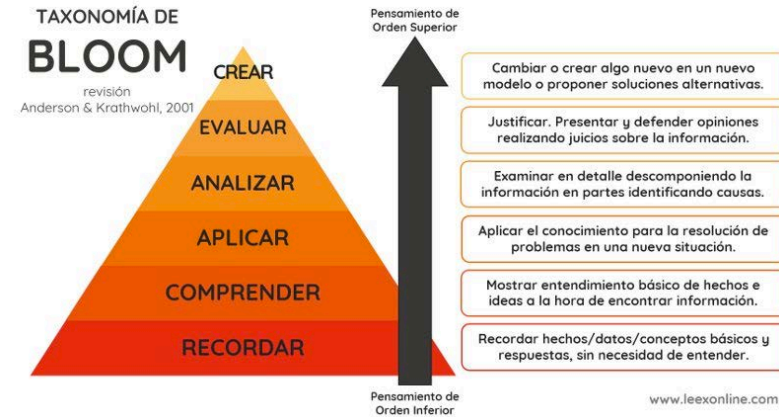 TAXONOMÍA DE
BLOOM
revisión
Anderson & Krathwohl, 2001
CREAR
EVALUAR
ANALIZAR
APLICAR
COMPRENDER
RECORDAR
Pensamiento de
Orden Superior
Pensamiento de
Orden Inferior
Cambiar o crear algo nuevo en un nuevo
modelo o proponer soluciones alternativas.
Justificar. Presentar y defender opiniones
realizando juicios sobre la información.
Examinar en detalle descomponiendo la
información en partes identificando causas.
Aplicar el conocimiento para la resolución de
problemas en una nueva situación.
Mostrar entendimiento básico de hechos e
ideas a la hora de encontrar información.
Recordar hechos/datos/conceptos básicos y
respuestas, sin necesidad de entender.
www.leexonline.com